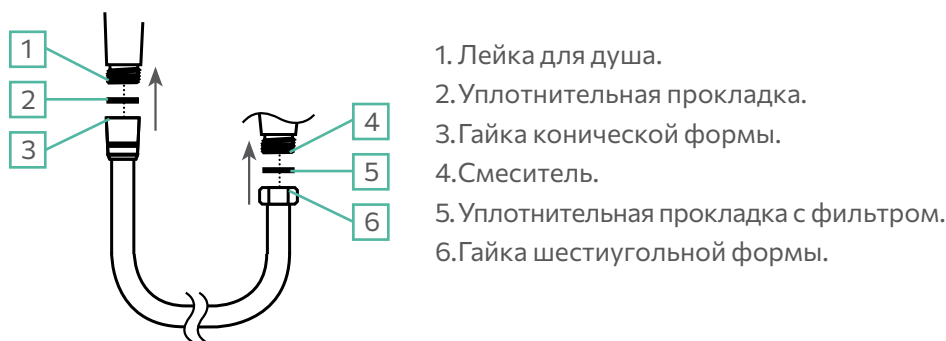 1
2
3
4
5
6
1. Лейка для душа.
2.Уплотнительная прокладка.
3.Гайка конической формы.
4.Смеситель.
5. Уплотнительная прокладка с фильтром.
6.Гайка шестиугольной формы.